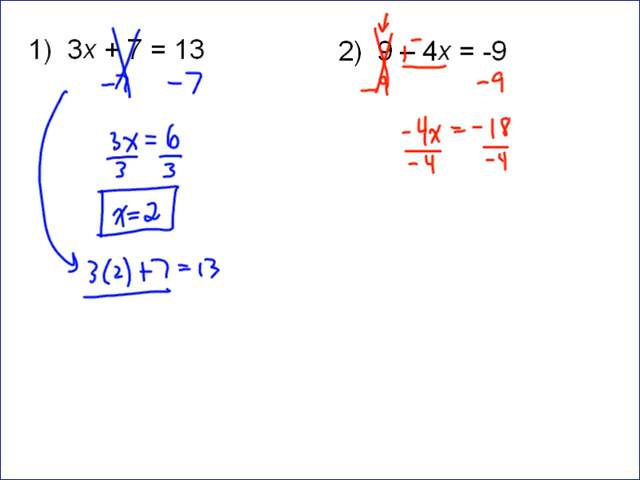 1) 3x + 7 = 13
-7 -7
3x = 6
3 3
x = 2
3(2) + 7 = 13
2) 9 - 4x = -9
+-
-9 -9
-4x = -18
-4 -4